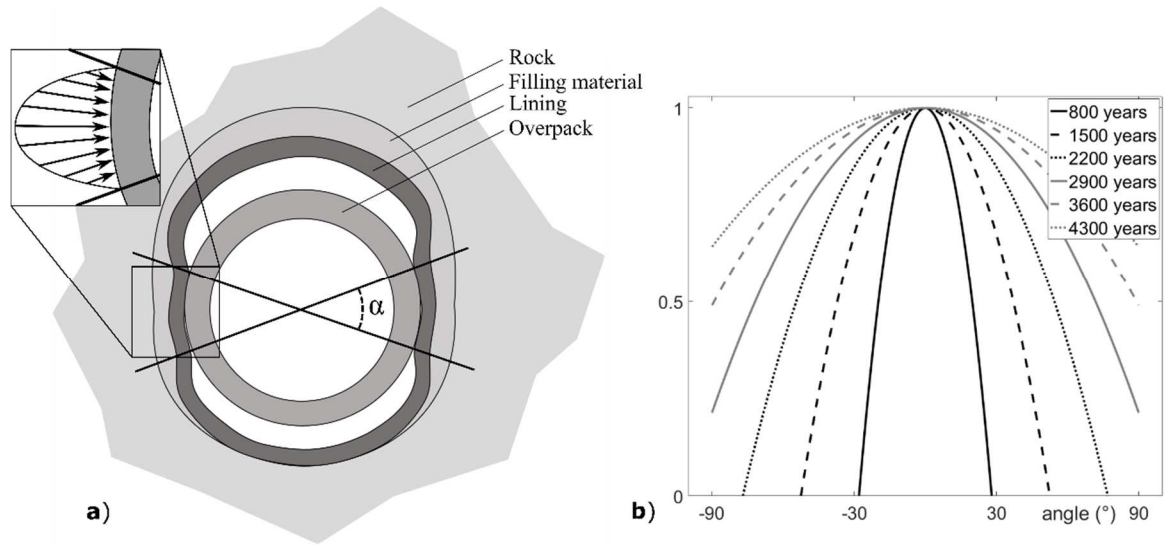 Rock
Filling material
Lining
Overpack
α
a)
1
0.5
0
-90
-30
30
angle (°)
90
800 years
1500 years
2200 years
2900 years
3600 years
4300 years
b)